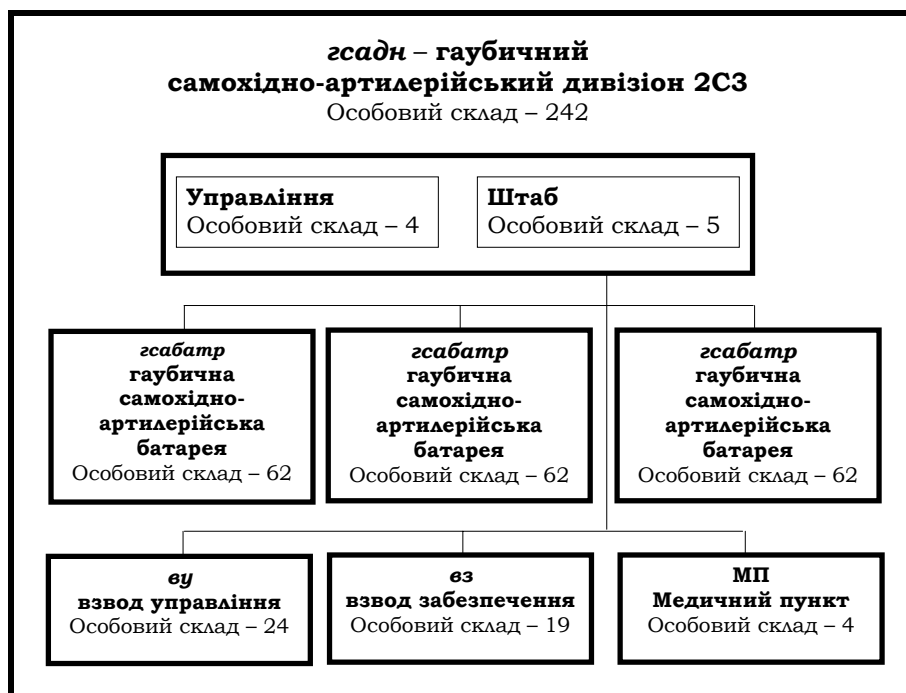 гсадн – гаубичний
самохідно-артилерійський дивізіон 2С3
Особовий склад – 242
Управління
Особовий склад – 4
Штаб
Особовий склад – 5
гсабатр
гаубична
самохідно-
артилерійська
батарея
Особовий склад – 62
гсабатр
гаубична
самохідно-
артилерійська
батарея
Особовий склад – 62
гсабатр
гаубична
самохідно-
артилерійська
батарея
Особовий склад – 62
ву
взвод управління
Особовий склад – 24
вз
взвод забезпечення
Особовий склад – 19
МП
Медичний пункт
Особовий склад – 4